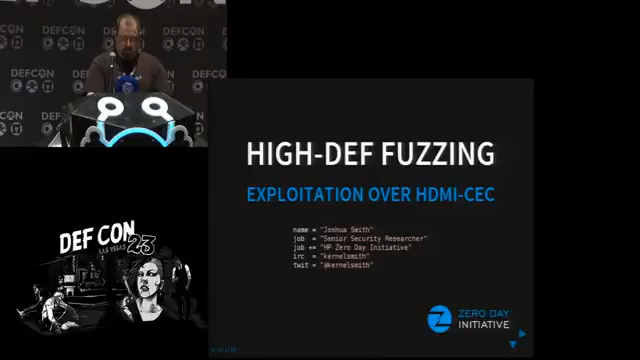 DEFCON
DEFCON
DEF CON
LAS VEGAS
23
HIGH-DEF FUZZING
EXPLOITATION OVER HDMI-CEC
name = "Joshua Smith"
job = "Senior Security Researcher"
job += "HP Zero Day Initiative"
irc = "kernelsmith"
twit = "@kernelsmith"
ZERO DAY
INITIATIVE